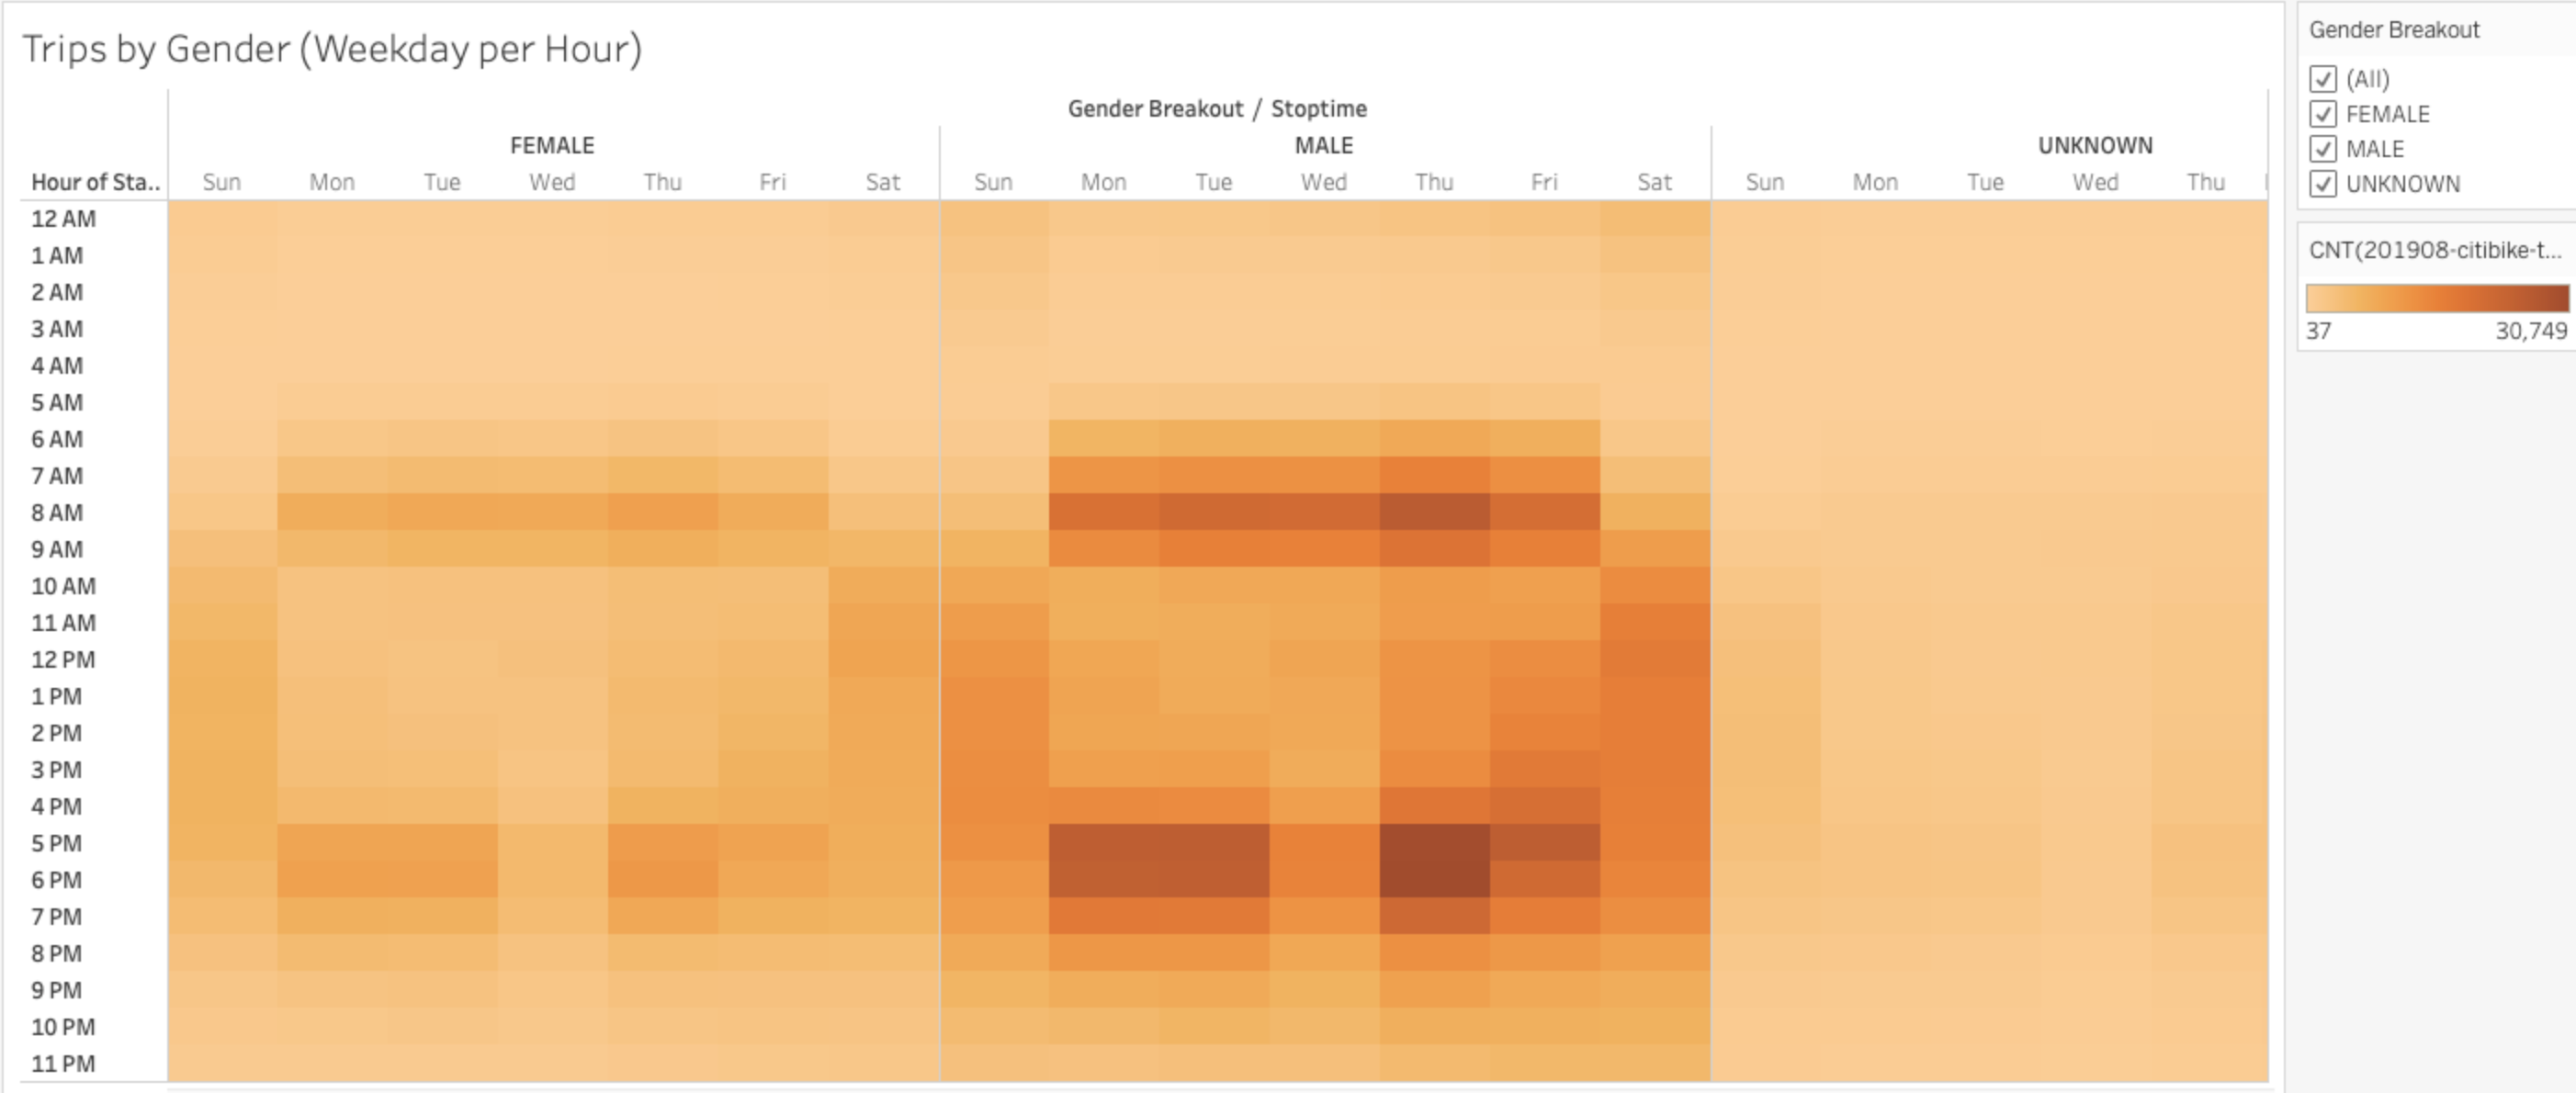 Trips by Gender (Weekday per Hour)
Gender Breakout / Stoptime
FEMALE MALE UNKNOWN
Hour of Sta.. Sun Mon Tue Wed Thu Fri Sat Sun Mon Tue Wed Thu Fri Sat Sun Mon Tue Wed Thu
12 AM
1 AM
2 AM
3 AM
4 AM
5 AM
6 AM
7 AM
8 AM
9 AM
10 AM
11 AM
12 PM
1 PM
2 PM
3 PM
4 PM
5 PM
6 PM
7 PM
8 PM
9 PM
10 PM
11 PM
Gender Breakout
(All)
FEMALE
MALE
UNKNOWN
CNT(201908-citibike-t...
37 30,749